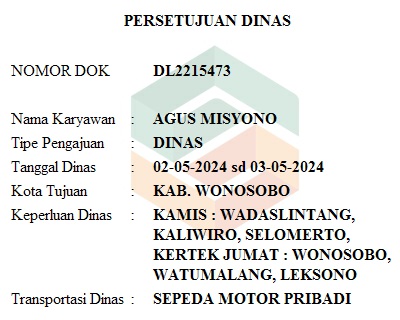 PERSETUJUAN DINAS
NOMOR DOK DL2215473
Nama Karyawan : AGUS MISYONO
Tipe Pengajuan : DINAS
Tanggal Dinas : 02-05-2024 sd 03-05-2024
Kota Tujuan : KAB. WONOSOBO
Keperluan Dinas : KAMIS : WADASLINTANG,
KALIWIRO, SELOMERTO,
KERTEK JUMAT : WONOSOBO,
WATUMALANG, LEKSONO
Transportasi Dinas : SEPEDA MOTOR PRIBADI